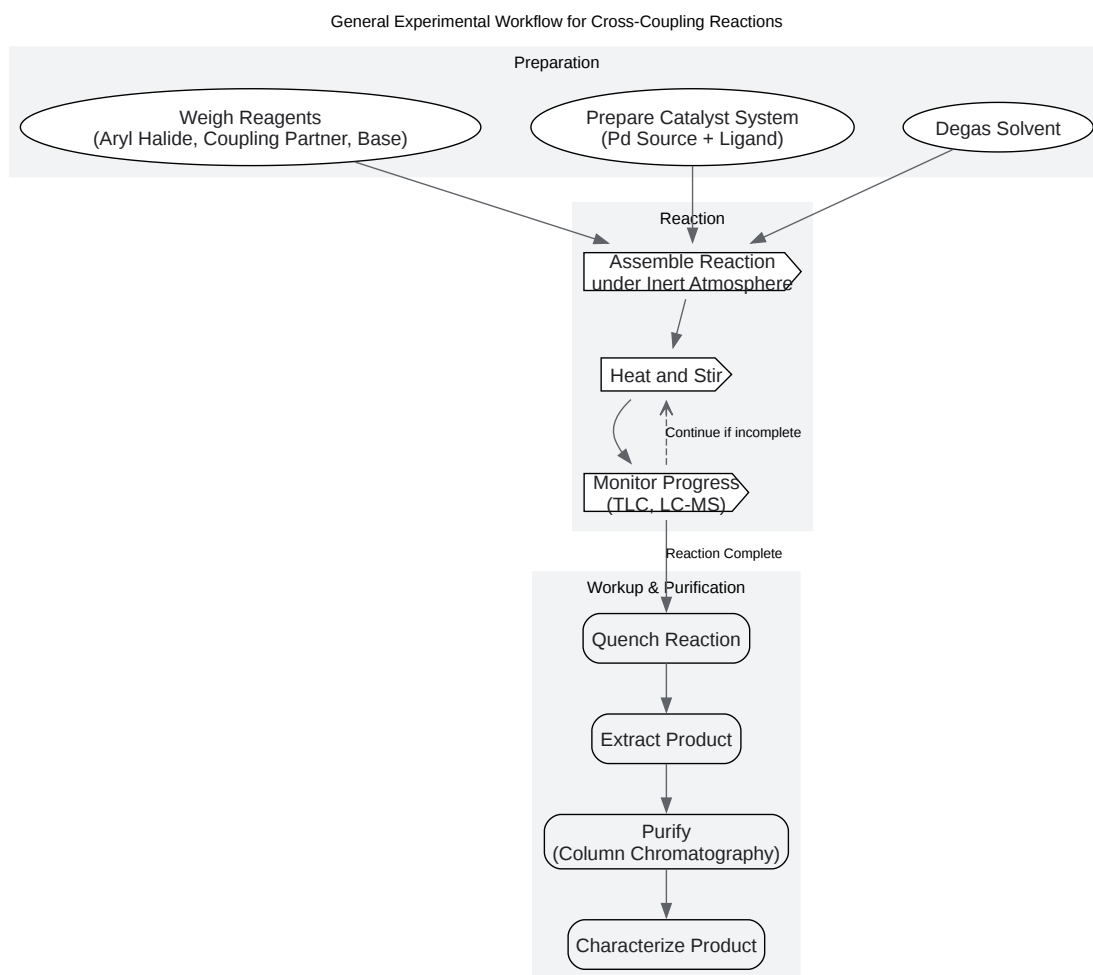 General Experimental Workflow for Cross-Coupling Reactions
Preparation
Weigh Reagents
(Aryl Halide, Coupling Partner, Base)
Prepare Catalyst System
(Pd Source + Ligand)
Degas Solvent
Reaction
Assemble Reaction
under Inert Atmosphere
Heat and Stir
Continue if incomplete
Monitor Progress
(TLC, LC-MS)
Reaction Complete
Workup & Purification
Quench Reaction
Extract Product
Purify
(Column Chromatography)
Characterize Product